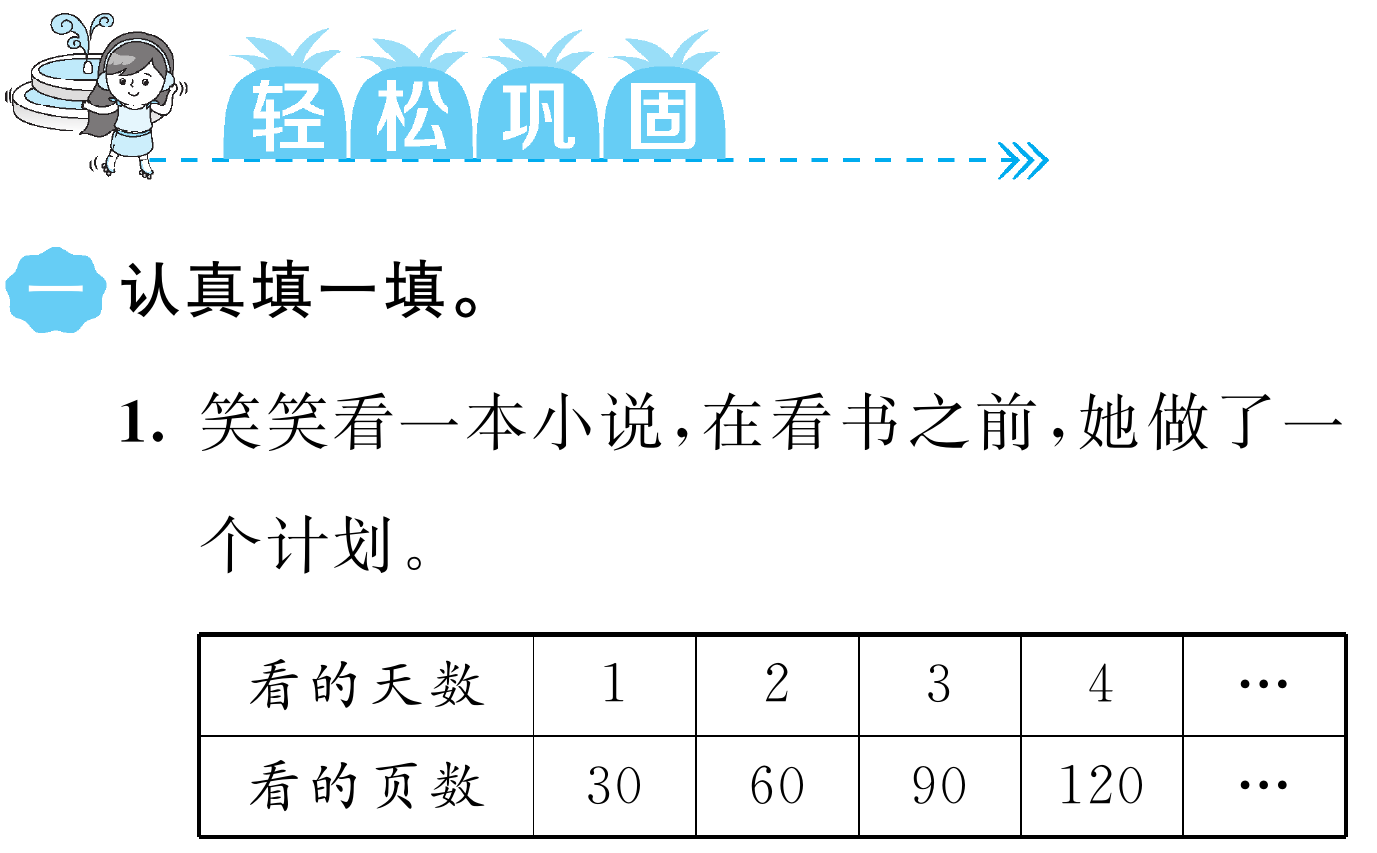 轻松巩固
一 认真填一填。
1. 笑笑看一本小说,在看书之前,她做了一
个计划。
看的天数 1 2 3 4 …
看的页数 30 60 90 120 …